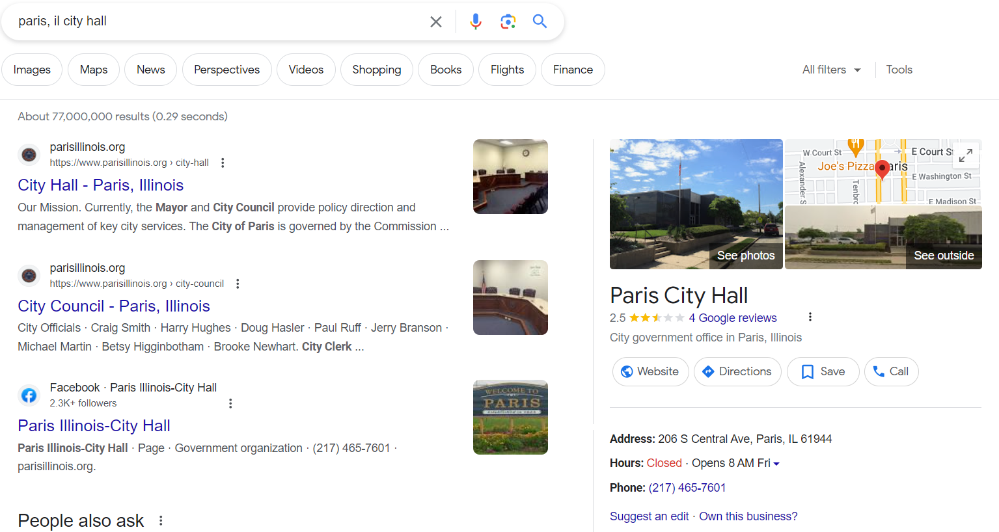 paris, il city hall
Images
Maps
News
Perspectives
Videos
Shopping
Books
Flights
Finance
All filters
Tools
About 77,000,000 results (0.29 seconds)
parisillinois.org
https://www.parisillinois.org › city-hall
City Hall - Paris, Illinois
Our Mission. Currently, the Mayor and City Council provide policy direction and
management of key city services. The City of Paris is governed by the Commission ...
parisillinois.org
https://www.parisillinois.org › city-council
City Council - Paris, Illinois
City Officials · Craig Smith · Harry Hughes · Doug Hasler · Paul Ruff · Jerry Branson ·
Michael Martin · Betsy Higginbotham · Brooke Newhart. City Clerk ...
Facebook · Paris Illinois-City Hall
2.3K+ followers
Paris Illinois-City Hall
Paris Illinois-City Hall · Page · Government organization · (217) 465-7601 ·
parisillinois.org.
WELCOME TO
PARIS
People also ask
See photos
W Court St
E Court St
Joe's Pizza
aris
E Washington St
Alexander S
Tenbro
E Madison St
See outside
Paris City Hall
2.5
4 Google reviews
City government office in Paris, Illinois
Website
Directions
Save
Call
Address: 206 S Central Ave, Paris, IL 61944
Hours: Closed · Opens 8 AM Fri
Phone: (217) 465-7601
Suggest an edit · Own this business?